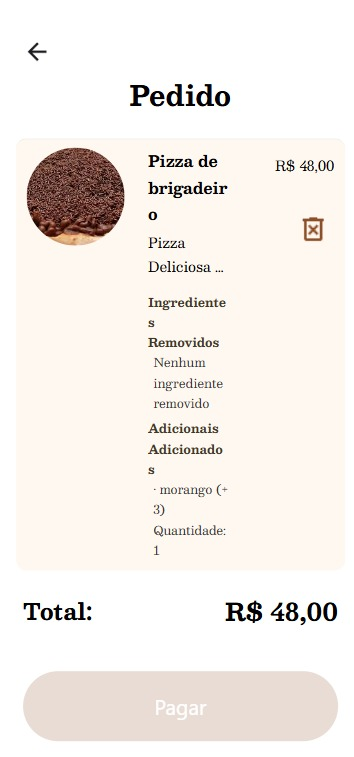 Pedido
Pizza de
brigadeir
o
R$ 48,00
Pizza
Deliciosa ...
Ingrediente
s
Removidos
Nenhum
ingrediente
removido
Adicionais
Adicionado
s
· morango (+
3)
Quantidade:
1
Total:
R$ 48,00
Pagar